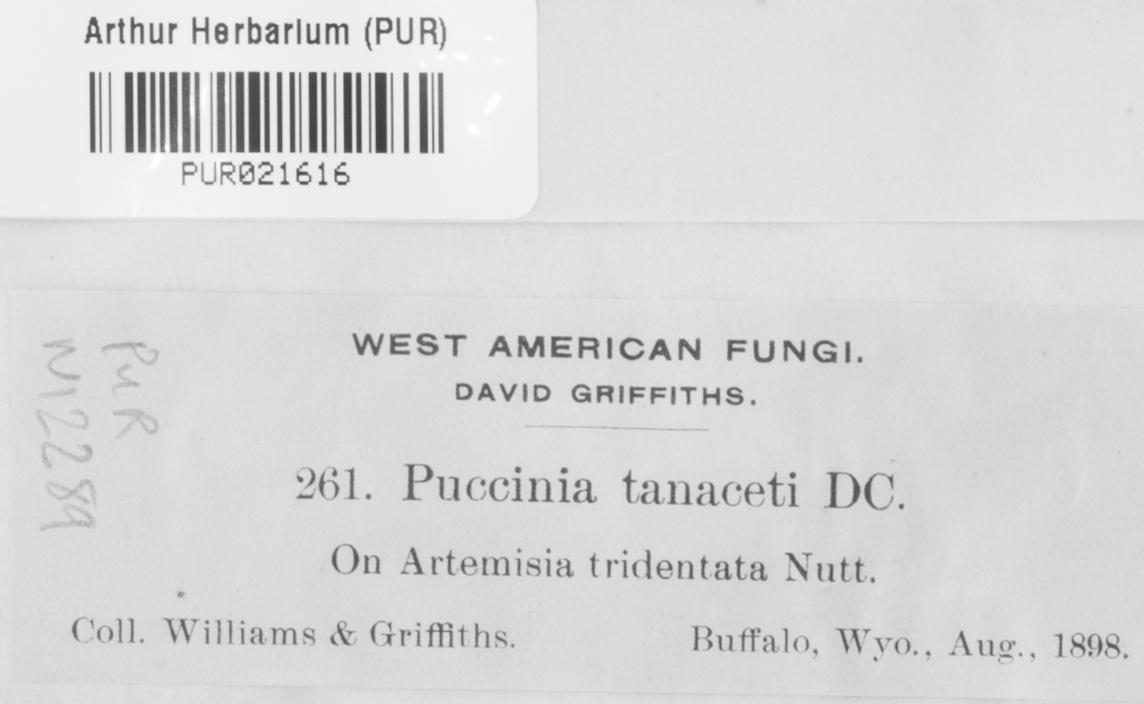 Arthur Herbarium (PUR)
PUR021616
PUR
N12289
WEST AMERICAN FUNGI.
DAVID GRIFFITHS.
261. Puccinia tanaceti DC.
On Artemisia tridentata Nutt.
Coll. Williams & Griffiths.
Buffalo, Wyo., Aug., 1898.